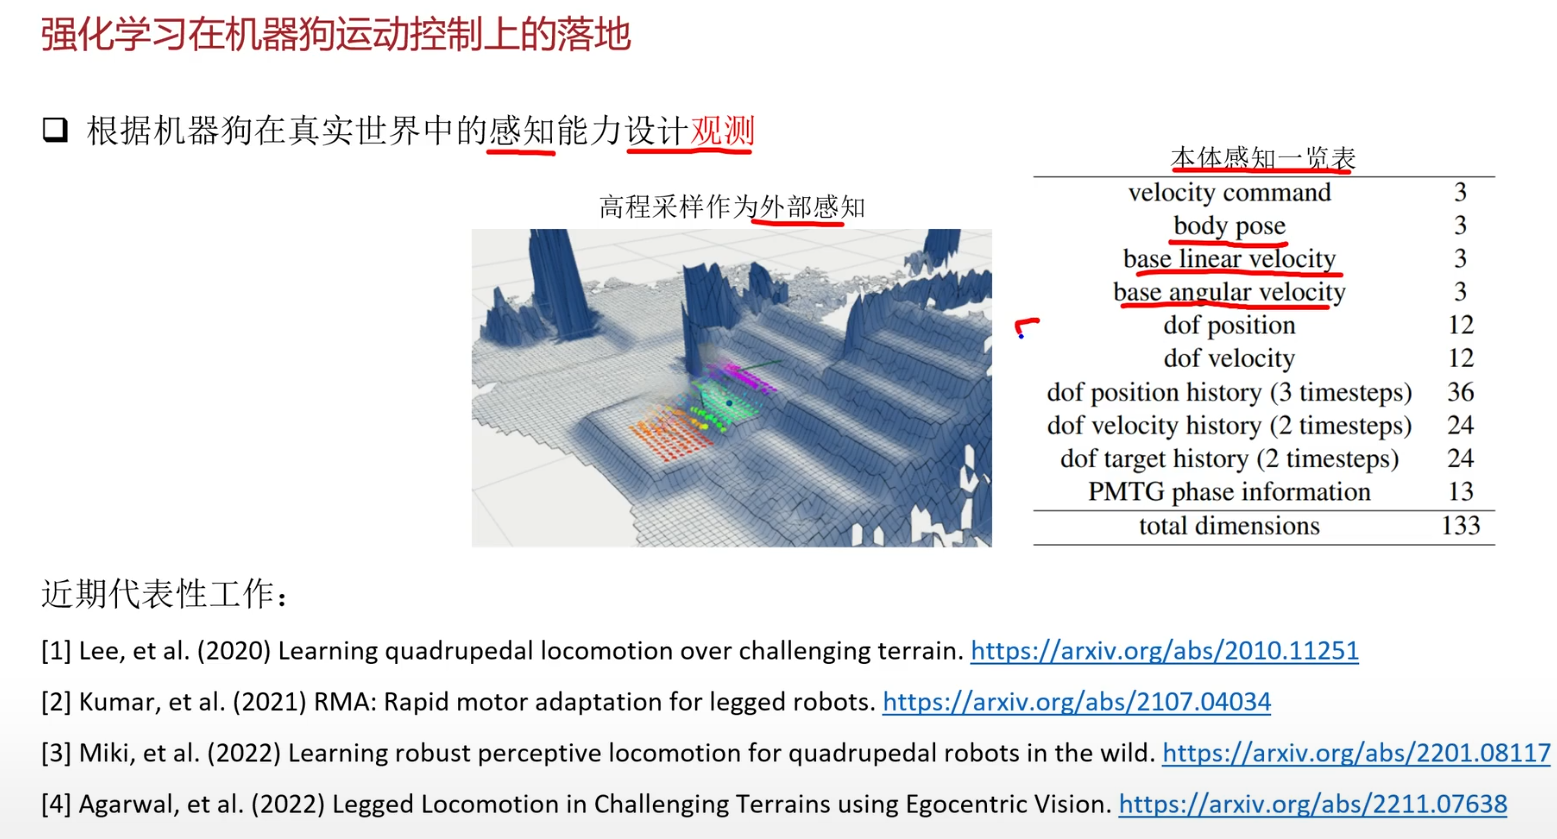 强化学习在机器狗运动控制上的落地
根据机器狗在真实世界中的感知能力设计观测
高程采样作为外部感知
本体感知一览表
velocity command 3
body pose 3
base linear velocity 3
base angular velocity 3
dof position 12
dof velocity 12
dof position history (3 timesteps) 36
dof velocity history (2 timesteps) 24
dof target history (2 timesteps) 24
PMTG phase information 13
total dimensions 133
近期代表性工作：
[1] Lee, et al. (2020) Learning quadrupedal locomotion over challenging terrain. https://arxiv.org/abs/2010.11251
[2] Kumar, et al. (2021) RMA: Rapid motor adaptation for legged robots. https://arxiv.org/abs/2107.04034
[3] Miki, et al. (2022) Learning robust perceptive locomotion for quadrupedal robots in the wild. https://arxiv.org/abs/2201.08117
[4] Agarwal, et al. (2022) Legged Locomotion in Challenging Terrains using Egocentric Vision. https://arxiv.org/abs/2211.07638